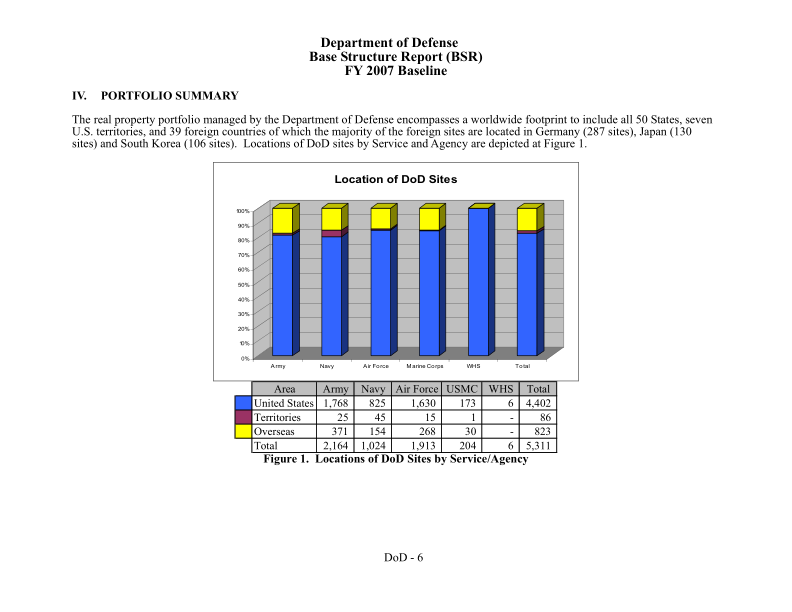 Department of Defense
Base Structure Report (BSR)
FY 2007 Baseline
IV. PORTFOLIO SUMMARY
The real property portfolio managed by the Department of Defense encompasses a worldwide footprint to include all 50 States, seven
U.S. territories, and 39 foreign countries of which the majority of the foreign sites are located in Germany (287 sites), Japan (130
sites) and South Korea (106 sites). Locations of DoD sites by Service and Agency are depicted at Figure 1.
Location of DoD Sites
100%
90%
80%
70%
60%
50%
40%
30%
20%
10%
0%
Army Navy Air Force Marine Corps WHS Total
Area Army Navy Air Force USMC WHS Total
United States 1,768 825 1,630 173 6 4,402
Territories 25 45 15 1 - 86
Overseas 371 154 268 30 - 823
Total 2,164 1,024 1,913 204 6 5,311
Figure 1. Locations of DoD Sites by Service/Agency
DoD - 6